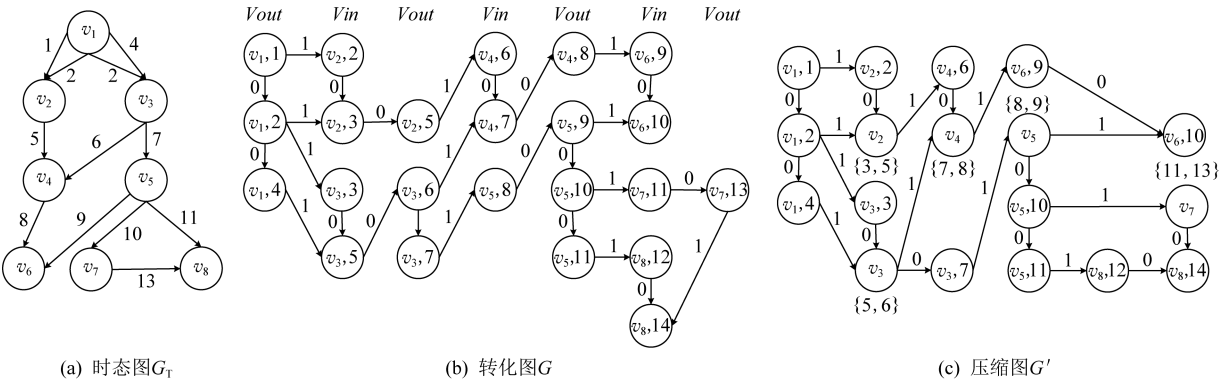 Vout Vin Vout Vin Vout Vin Vout
v1
1 4
2 2
v2 v3
5 6 7
v4 v5
8 9 10 11
v6 v7 13 v8
(a) 时态图GT
v1,1 1 v2,2 v4,6 v4,8 1 v6,9
0 0 1 0 0 0
v1,2 1 v2,3 0 v2,5 v4,7 v5,9 1 v6,10
0 1 1 0 0
v1,4 v3,3 v3,6 v5,8 v5,10 1 v7,11 0 v7,13
1 0 0 1 0 1
v3,5 v3,7 v5,11 1 v8,12
0
v8,14
(b) 转化图G
v1,1 1 v2,2 v4,6 v6,9
0 0 1 0 1 0
{8, 9}
v1,2 1 v2 v4 v5 1 v6,10
{3, 5} {7, 8} {11, 13}
0 1 1 1 0
v1,4 v3,3 v5,10 1 v7
1 0 0 0
v3 0 v3,7 v5,11 1 v8,12 0 v8,14
{5, 6}
(c) 压缩图G′